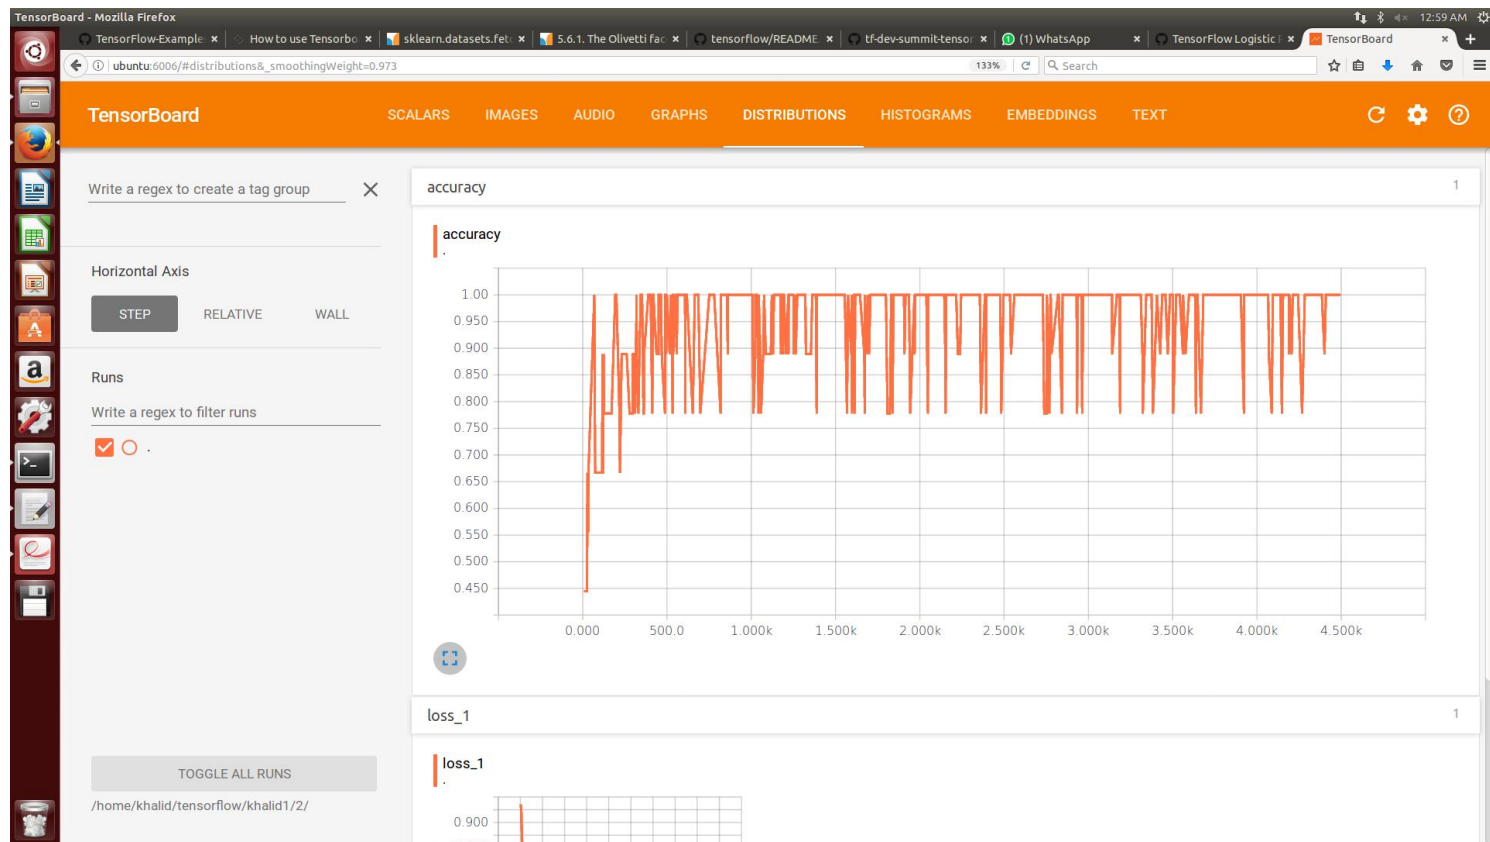 TensorBoard - Mozilla Firefox
12:59 AM
TensorFlow-Example
How to use Tensorbo
sklearn.datasets.fetc
5.6.1. The Olivetti fac
tensorflow/README.
tf-dev-summit-tensor
(1) WhatsApp
TensorFlow Logistic
TensorBoard
ubuntu:6006/#distributions&_smoothingWeight=0.973
133%
Search
TensorBoard
SCALARS
IMAGES
AUDIO
GRAPHS
DISTRIBUTIONS
HISTOGRAMS
EMBEDDINGS
TEXT
Write a regex to create a tag group
Horizontal Axis
STEP
RELATIVE
WALL
Runs
Write a regex to filter runs
.
TOGGLE ALL RUNS
/home/khalid/tensorflow/khalid1/2/
accuracy
1
accuracy
.
1.00
0.950
0.900
0.850
0.800
0.750
0.700
0.650
0.600
0.550
0.500
0.450
0.000
500.0
1.000k
1.500k
2.000k
2.500k
3.000k
3.500k
4.000k
4.500k
loss_1
1
loss_1
.
0.900